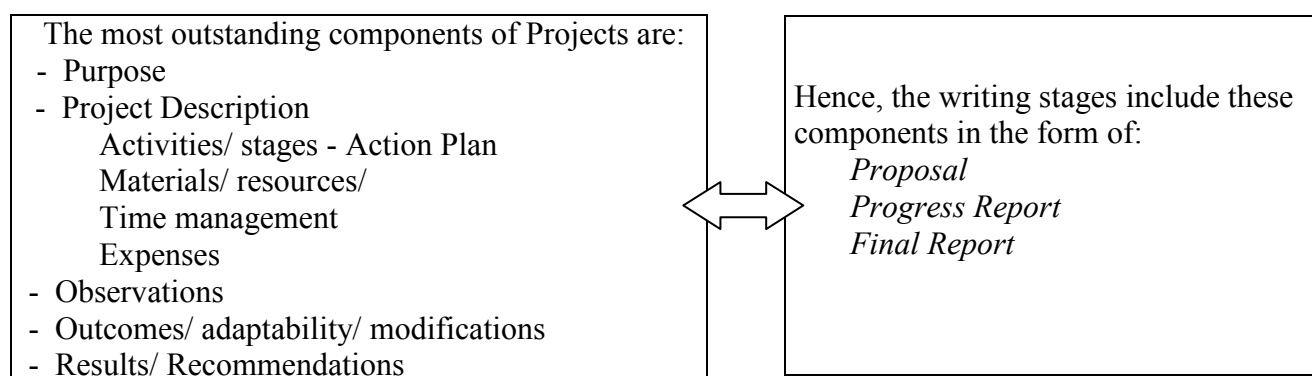 The most outstanding components of Projects are:
- Purpose
- Project Description
Activities/ stages - Action Plan
Materials/ resources/
Time management
Expenses
- Observations
- Outcomes/ adaptability/ modifications
- Results/ Recommendations
Hence, the writing stages include these
components in the form of:
Proposal
Progress Report
Final Report